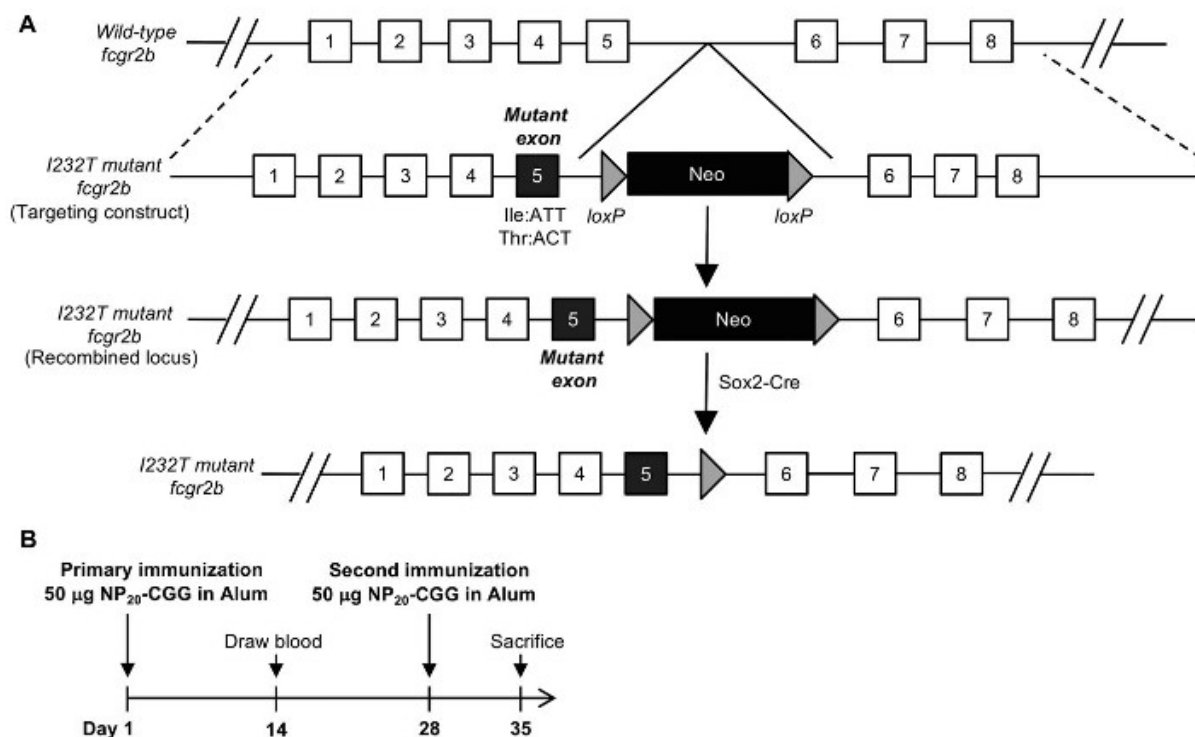 A
Wild-type
fcgr2b
1 2 3 4 5 6 7 8
Mutant
exon
I232T mutant
fcgr2b
(Targeting construct)
1 2 3 4 5 Neo 6 7 8
Ile:ATT
Thr:ACT
loxP loxP
I232T mutant
fcgr2b
(Recombined locus)
1 2 3 4 5 Neo 6 7 8
Mutant
exon
Sox2-Cre
I232T mutant
fcgr2b
1 2 3 4 5 6 7 8
B
Primary immunization
50 µg NP20-CGG in Alum
Second immunization
50 µg NP20-CGG in Alum
Draw blood
Sacrifice
Day 1 14 28 35